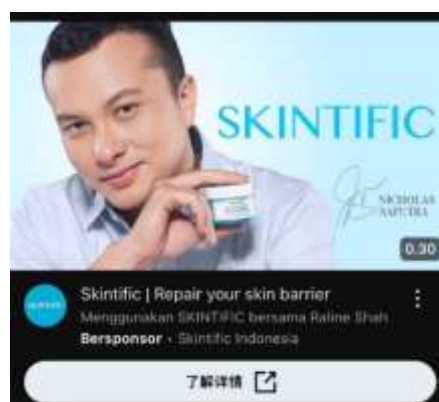 SKINTIFIC
NICHOLAS
SAPUTRA
0.30
Skintific | Repair your skin barrier
Menggunakan SKINTIFIC bersama Raline Shah
Bersponsor · Skintific Indonesia
了解详情